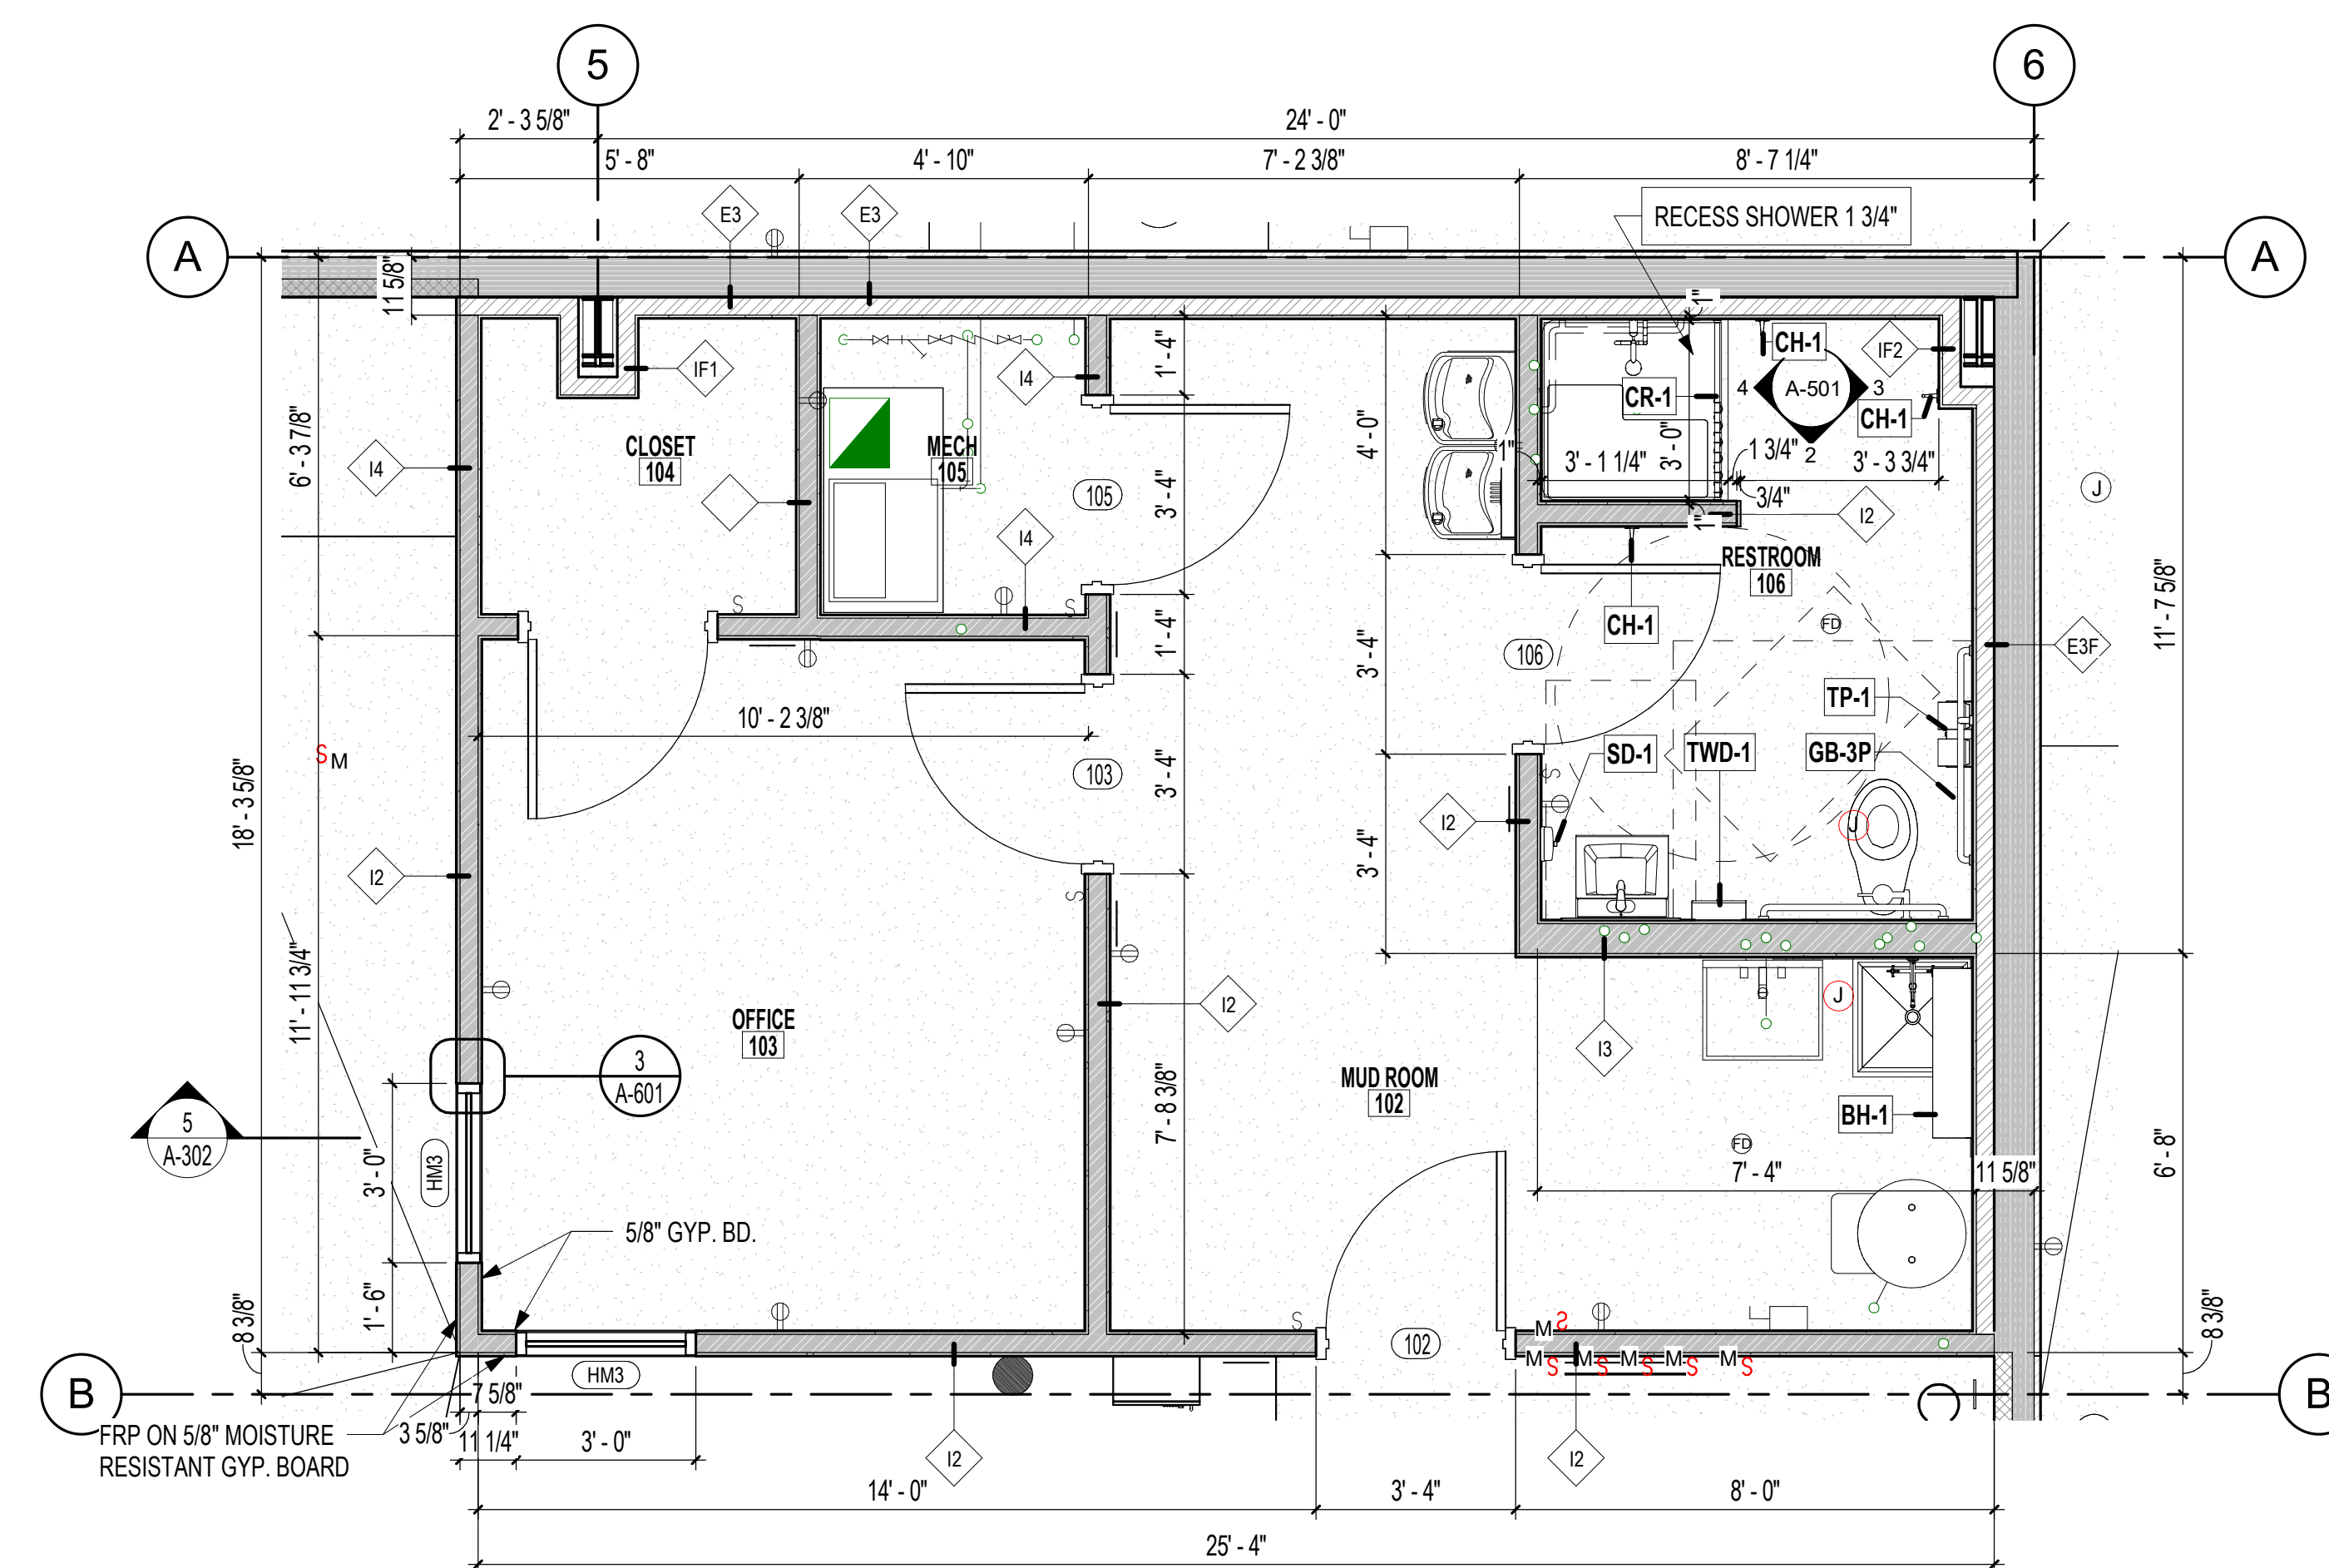 5
6
2' - 3 5/8"
24' - 0"
5' - 8"
4' - 10"
7' - 2 3/8"
8' - 7 1/4"
E3
E3
RECESS SHOWER 1 3/4"
A
A
11 5/8"
1"
CH-1
IF2
IF1
I4
1' - 4"
4
A-501
3
2
CR-1
CH-1
6' - 3 7/8"
I4
CLOSET
104
MECH
105
4' - 0"
1"
3' - 1 1/4"
3' - 0"
1 3/4"
3' - 3 3/4"
3/4"
105
3' - 4"
J
I4
1"
I2
RESTROOM
106
S
S
CH-1
FD
11' - 7 5/8"
1' - 4"
106
3' - 4"
E3F
TP-1
10' - 2 3/8"
SD-1
TWD-1
GB-3P
S
M
103
3' - 4"
S
18' - 3 5/8"
I2
I2
3' - 4"
J
S
11' - 11 3/4"
I2
J
OFFICE
103
3
A-601
I3
MUD ROOM
102
7' - 8 3/8"
BH-1
5
A-302
3' - 0"
HM3
FD
7' - 4"
11 5/8"
6' - 8"
5/8" GYP. BD.
1' - 6"
8 3/8"
8 3/8"
S
M
S
102
M
S
M
S
M
S
M
S
M
S
HM3
B
B
7 5/8"
FRP ON 5/8" MOISTURE
RESISTANT GYP. BOARD
3 5/8"
11 1/4"
3' - 0"
I2
I2
14' - 0"
3' - 4"
8' - 0"
25' - 4"